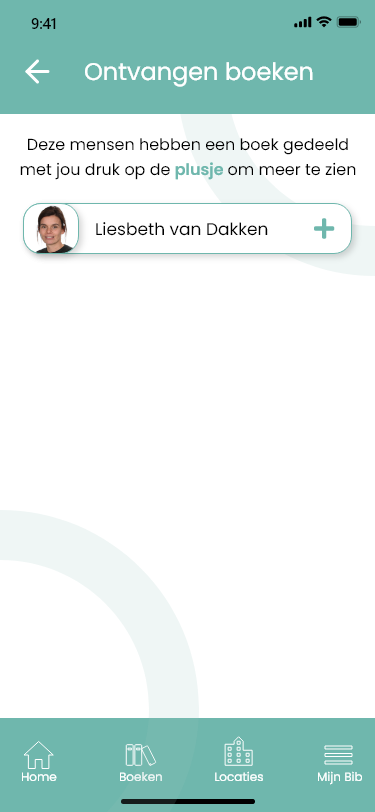 9:41
Ontvangen boeken
Deze mensen hebben een boek gedeeld
met jou druk op de plusje om meer te zien
Liesbeth van Dakken
Home
Boeken
Locaties
Mijn Bib